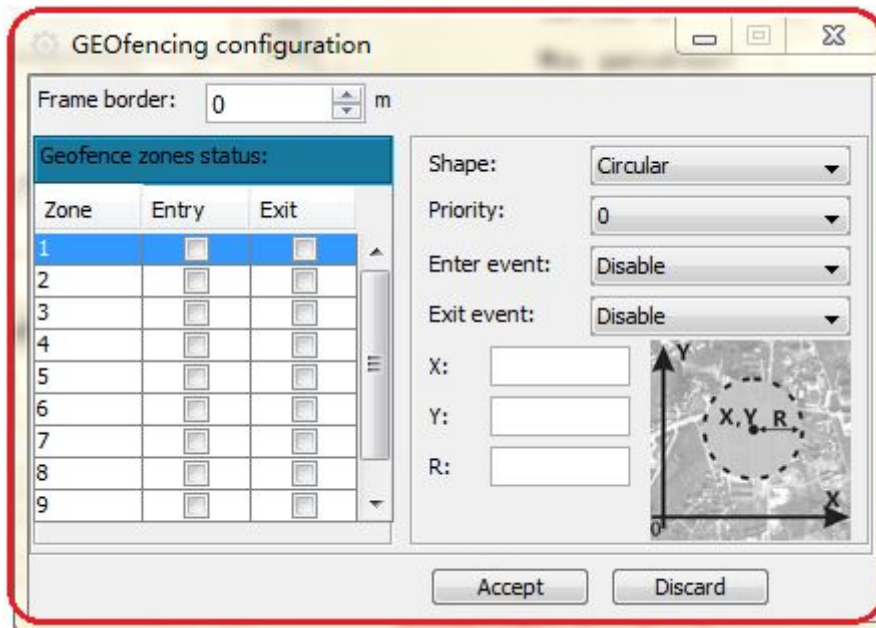 GEOfencing configuration
Frame border: 0 m
Geofence zones status:
Zone Entry Exit
1
2
3
4
5
6
7
8
9
Shape: Circular
Priority: 0
Enter event: Disable
Exit event: Disable
X:
Y:
R:
Y
X,Y R
X
0
Accept Discard